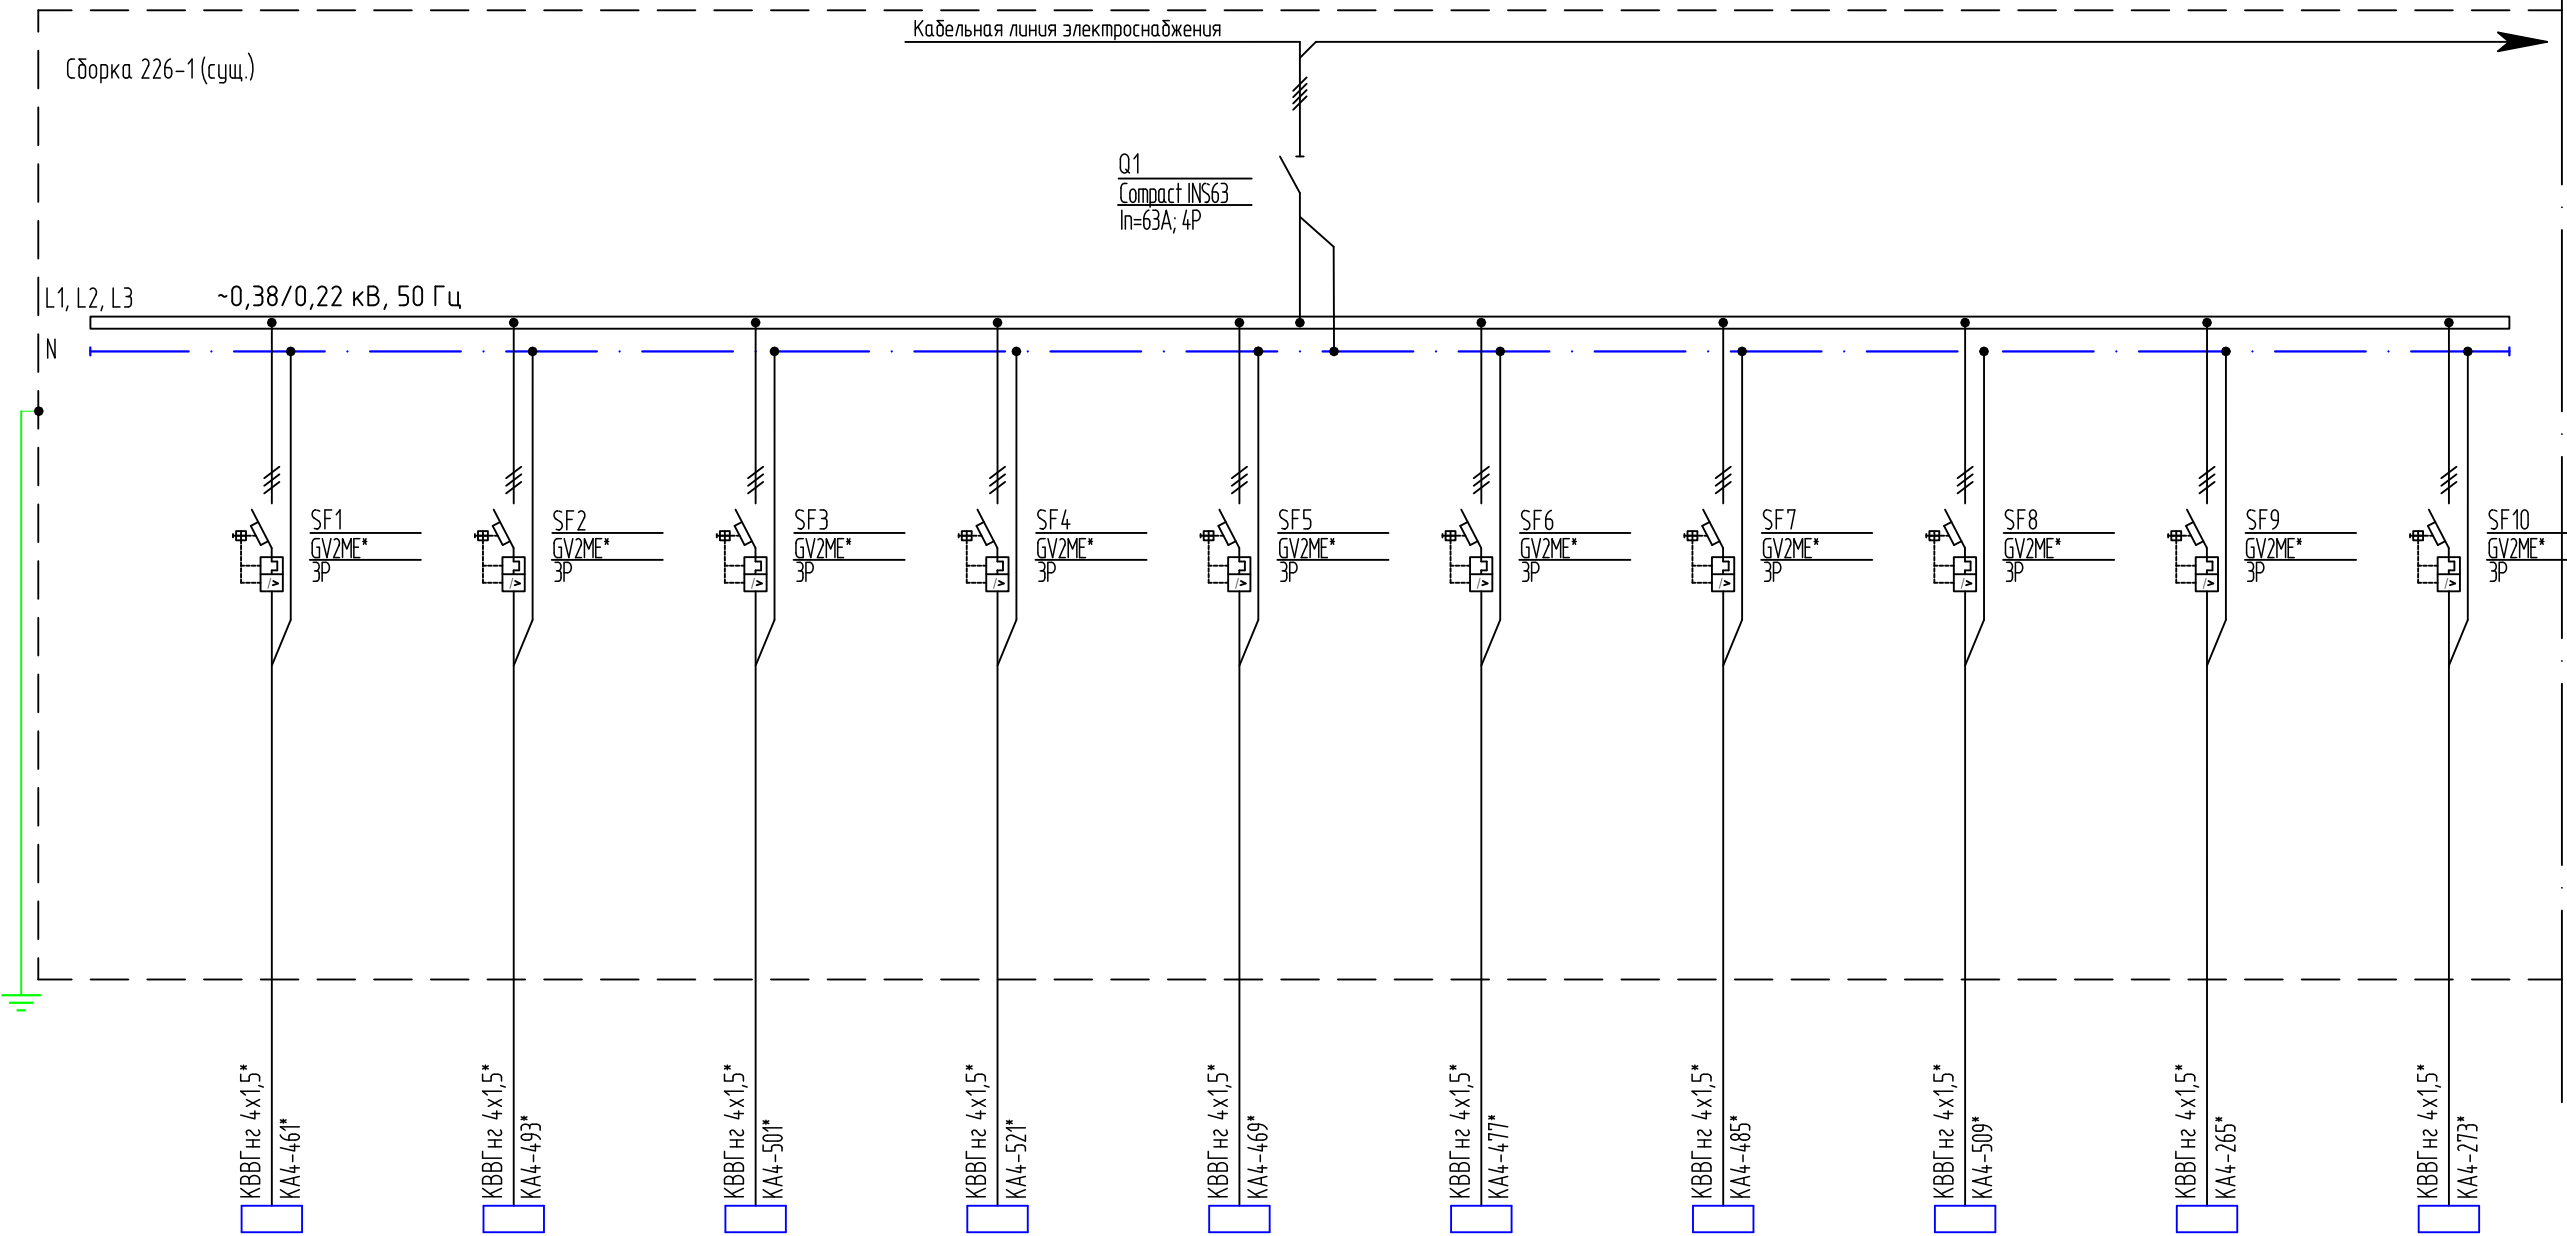 Кабельная линия электроснабжения
Сборка 226-1 (сущ.)
Q1
Compact INS63
In=63A; 4P
L1, L2, L3
~0,38/0,22 кВ, 50 Гц
N
SF1
GV2ME*
3P
SF2
GV2ME*
3P
SF3
GV2ME*
3P
SF4
GV2ME*
3P
SF5
GV2ME*
3P
SF6
GV2ME*
3P
SF7
GV2ME*
3P
SF8
GV2ME*
3P
SF9
GV2ME*
3P
SF10
GV2ME*
3P
КВВГнг 4х1,5*
КА4-461*
КВВГнг 4х1,5*
КА4-493*
КВВГнг 4х1,5*
КА4-501*
КВВГнг 4х1,5*
КА4-521*
КВВГнг 4х1,5*
КА4-469*
КВВГнг 4х1,5*
КА4-477*
КВВГнг 4х1,5*
КА4-485*
КВВГнг 4х1,5*
КА4-509*
КВВГнг 4х1,5*
КА4-265*
КВВГнг 4х1,5*
КА4-273*